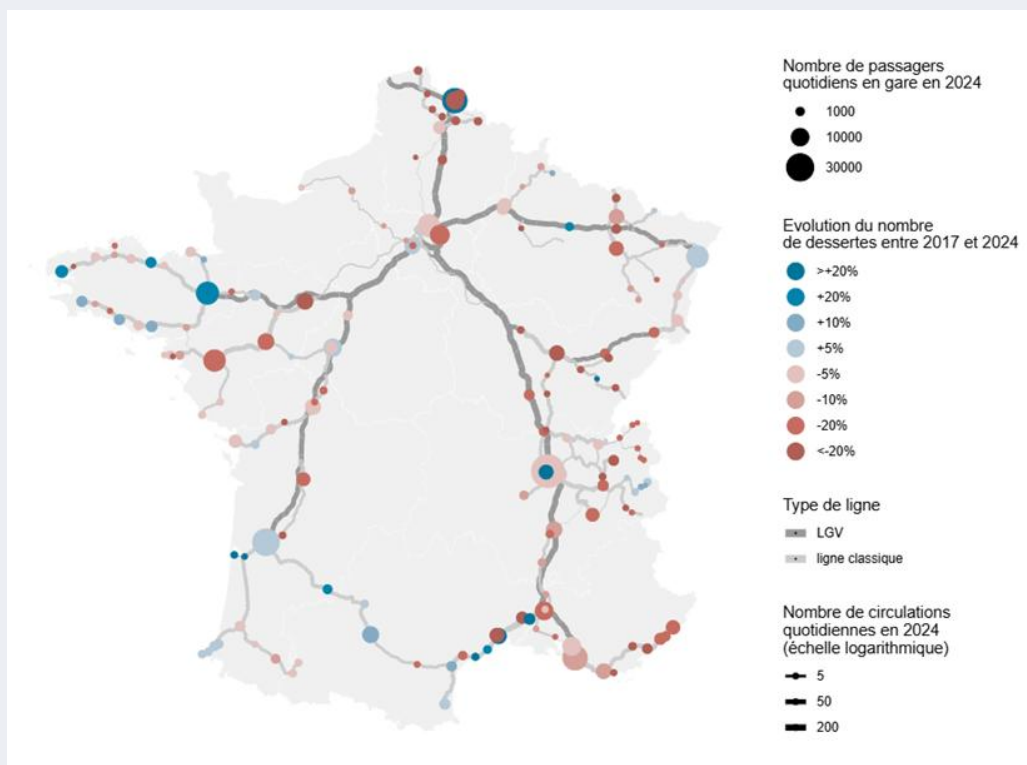 Nombre de passagers
quotidiens en gare en 2024
1000
10000
30000
Evolution du nombre
de dessertes entre 2017 et 2024
>+20%
+20%
+10%
+5%
-5%
-10%
-20%
<-20%
Type de ligne
LGV
ligne classique
Nombre de circulations
quotidiennes en 2024
(échelle logarithmique)
5
50
200